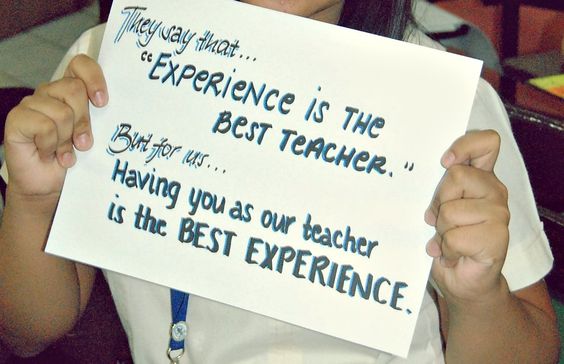 They say that...
"EXPERIENCE is THE
BEST TEACHER."
But for us...
Having you as our teacher
is the BEST EXPERIENCE.